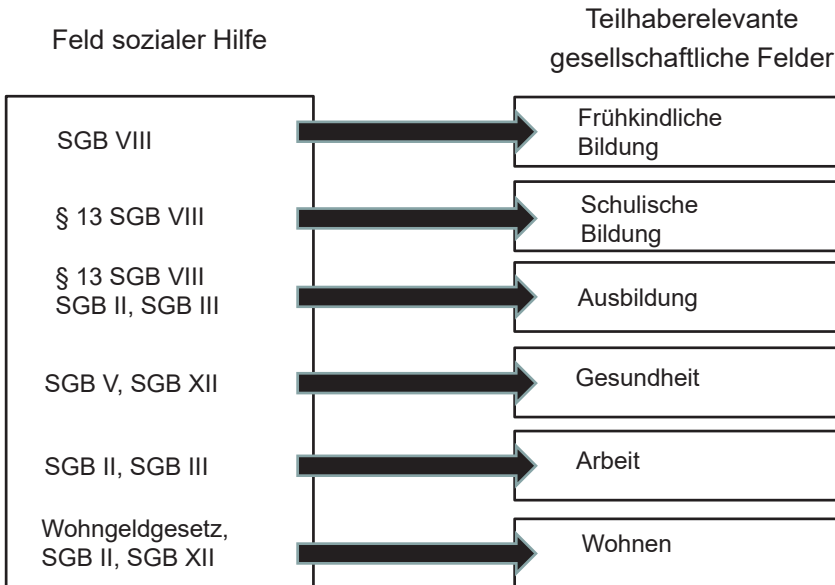 Feld sozialer Hilfe
Teilhaberelevante
gesellschaftliche Felder
SGB VIII
Frühkindliche
Bildung
§ 13 SGB VIII
Schulische
Bildung
§ 13 SGB VIII
SGB II, SGB III
Ausbildung
SGB V, SGB XII
Gesundheit
SGB II, SGB III
Arbeit
Wohngeldgesetz,
SGB II, SGB XII
Wohnen